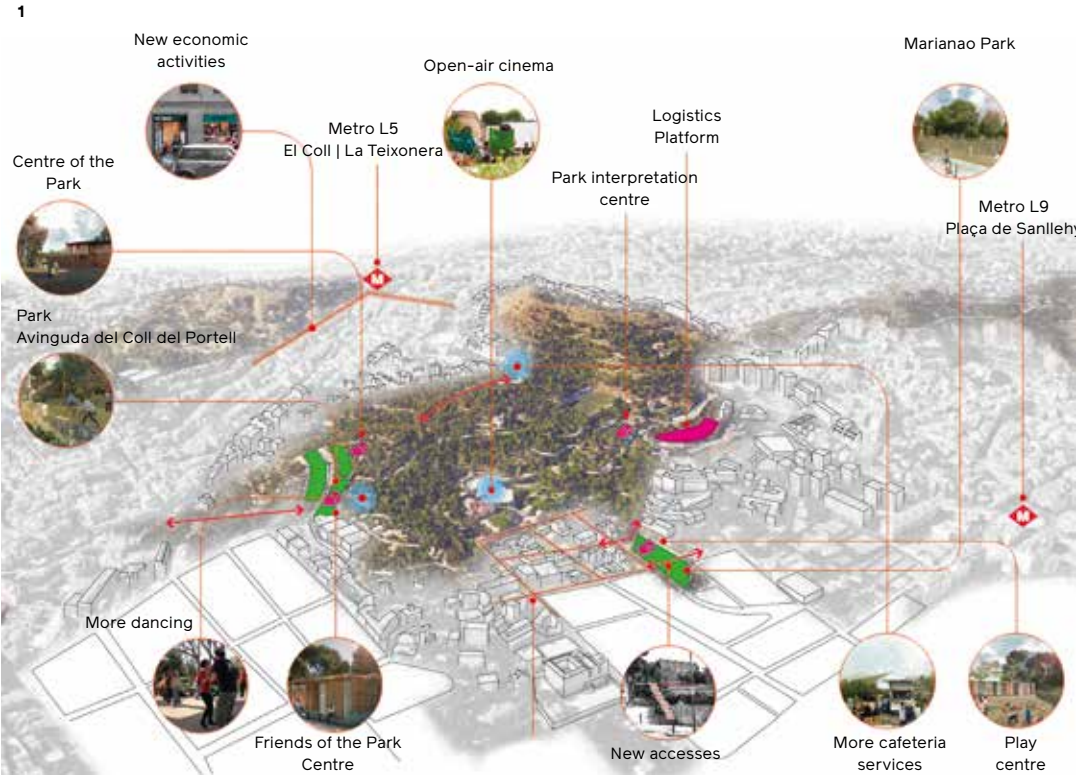 1
New economic
activities
Open-air cinema
Marianao Park
Metro L5
El Coll | La Teixonera
Logistics
Platform
Centre of the
Park
Park interpretation
centre
Metro L9
Plaça de Sanllehy
M
Park
Avinguda del Coll del Portell
M
More dancing
Friends of the Park
Centre
New accesses
More cafeteria
services
Play
centre